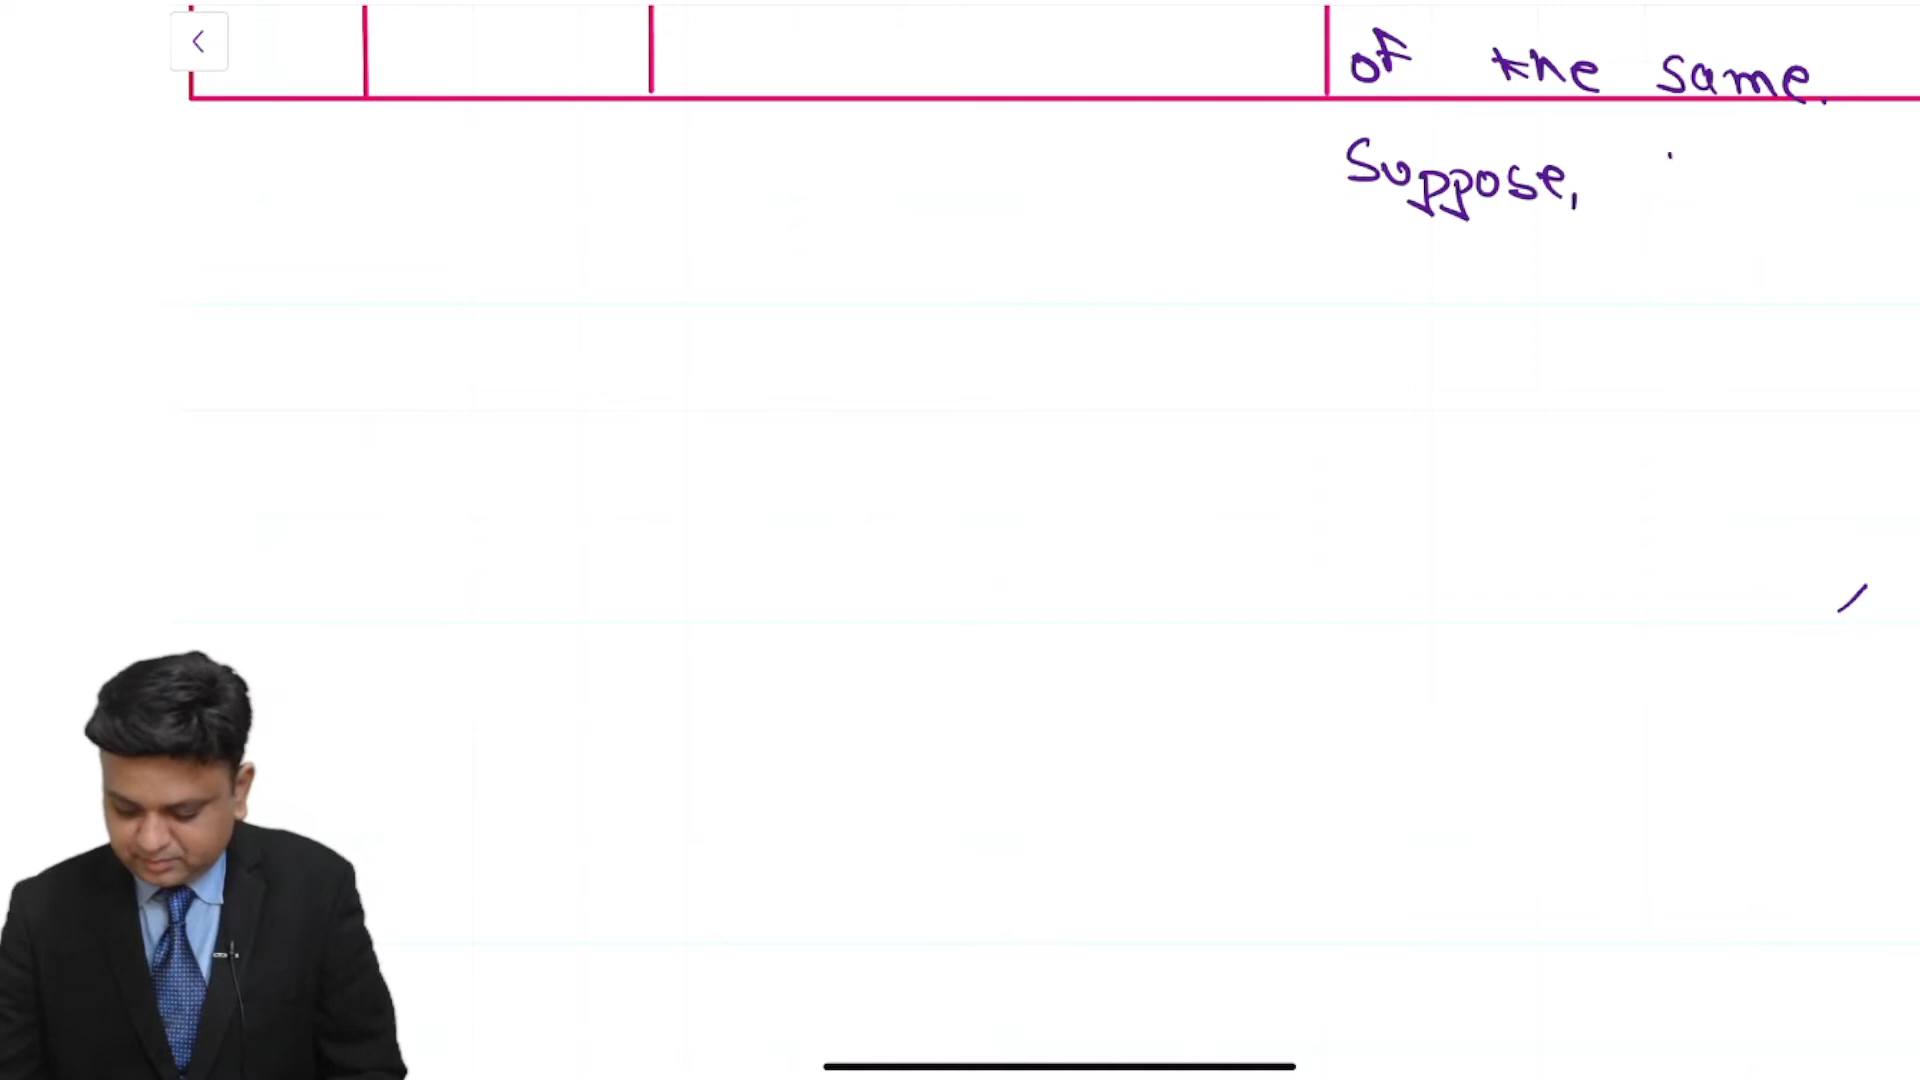 of the same.
Suppose,